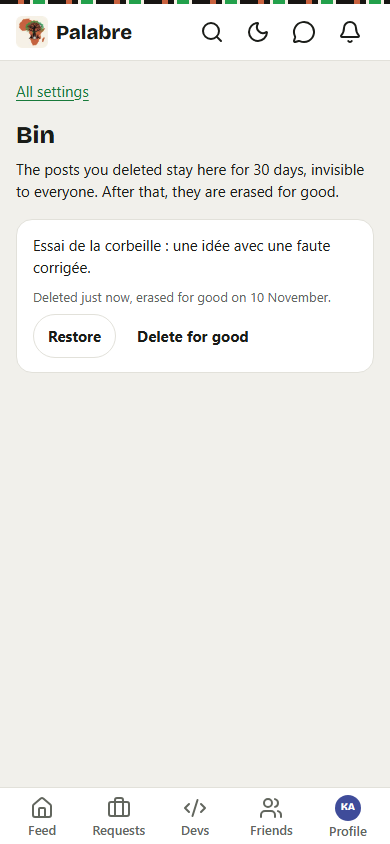 Palabre
All settings
Bin
The posts you deleted stay here for 30 days, invisible
to everyone. After that, they are erased for good.
Essai de la corbeille : une idée avec une faute
corrigée.
Deleted just now, erased for good on 10 November.
Restore
Delete for good
KA
Feed
Requests
Devs
Friends
Profile